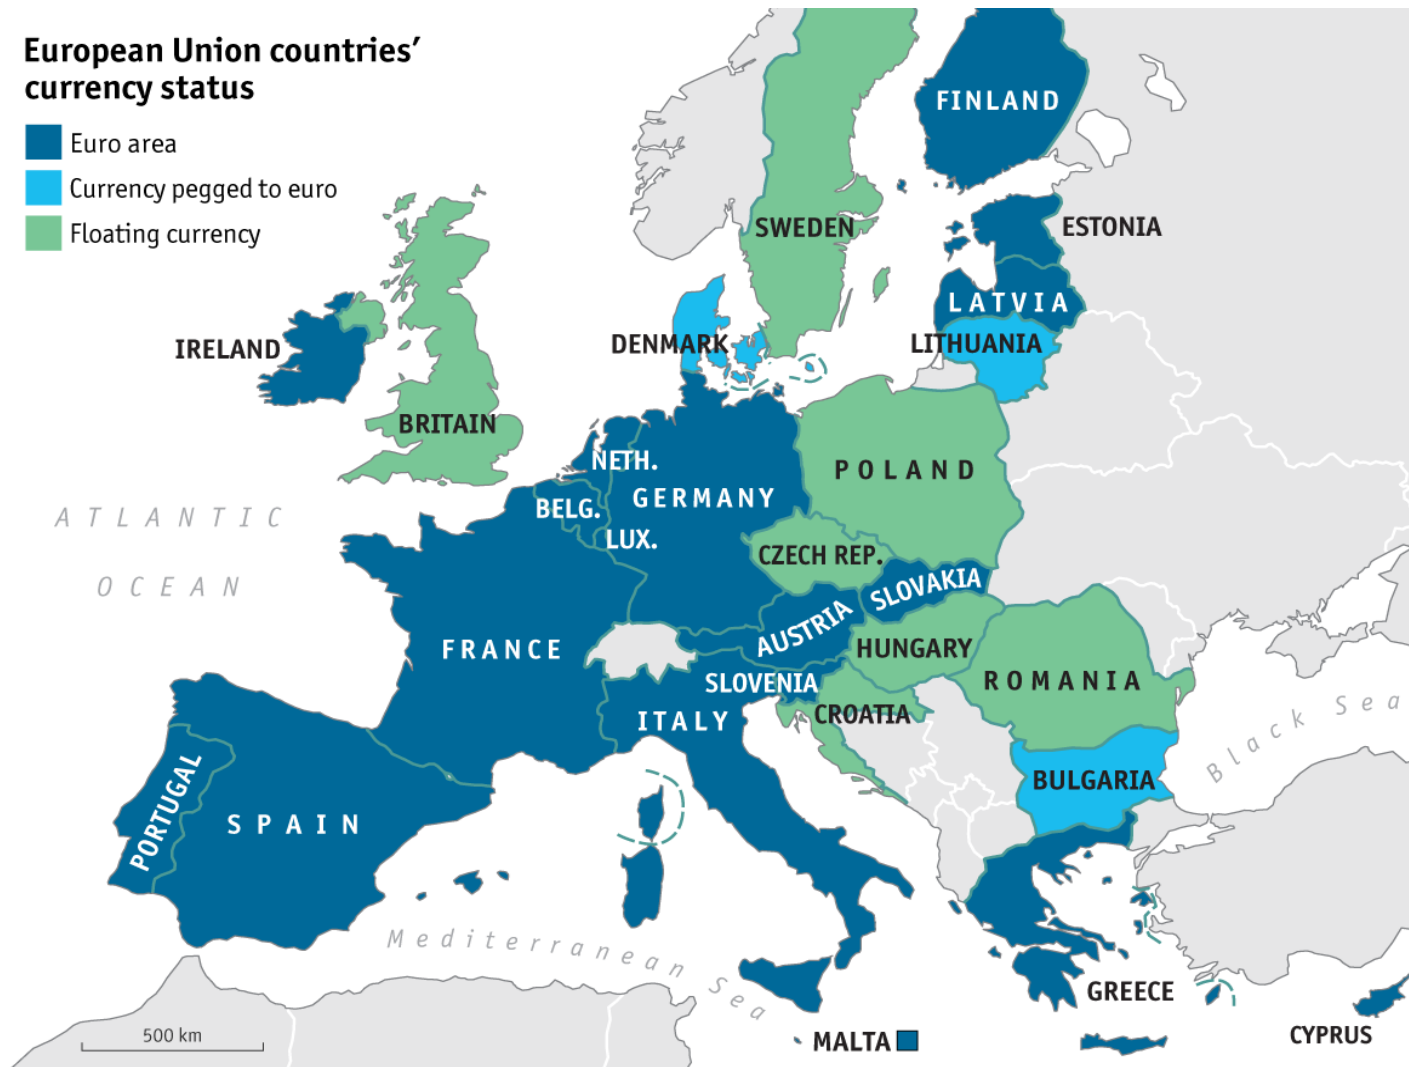 European Union countries’
currency status
Euro area
Currency pegged to euro
Floating currency
FINLAND
SWEDEN
ESTONIA
LATVIA
LITHUANIA
DENMARK
IRELAND
BRITAIN
NETH.
BELG.
LUX.
GERMANY
POLAND
CZECH REP.
SLOVAKIA
AUSTRIA
HUNGARY
FRANCE
SLOVENIA
ITALY
CROATIA
ROMANIA
BULGARIA
PORTUGAL
SPAIN
ATLANTIC
OCEAN
Black Sea
Mediterranean Sea
GREECE
CYPRUS
MALTA
500 km